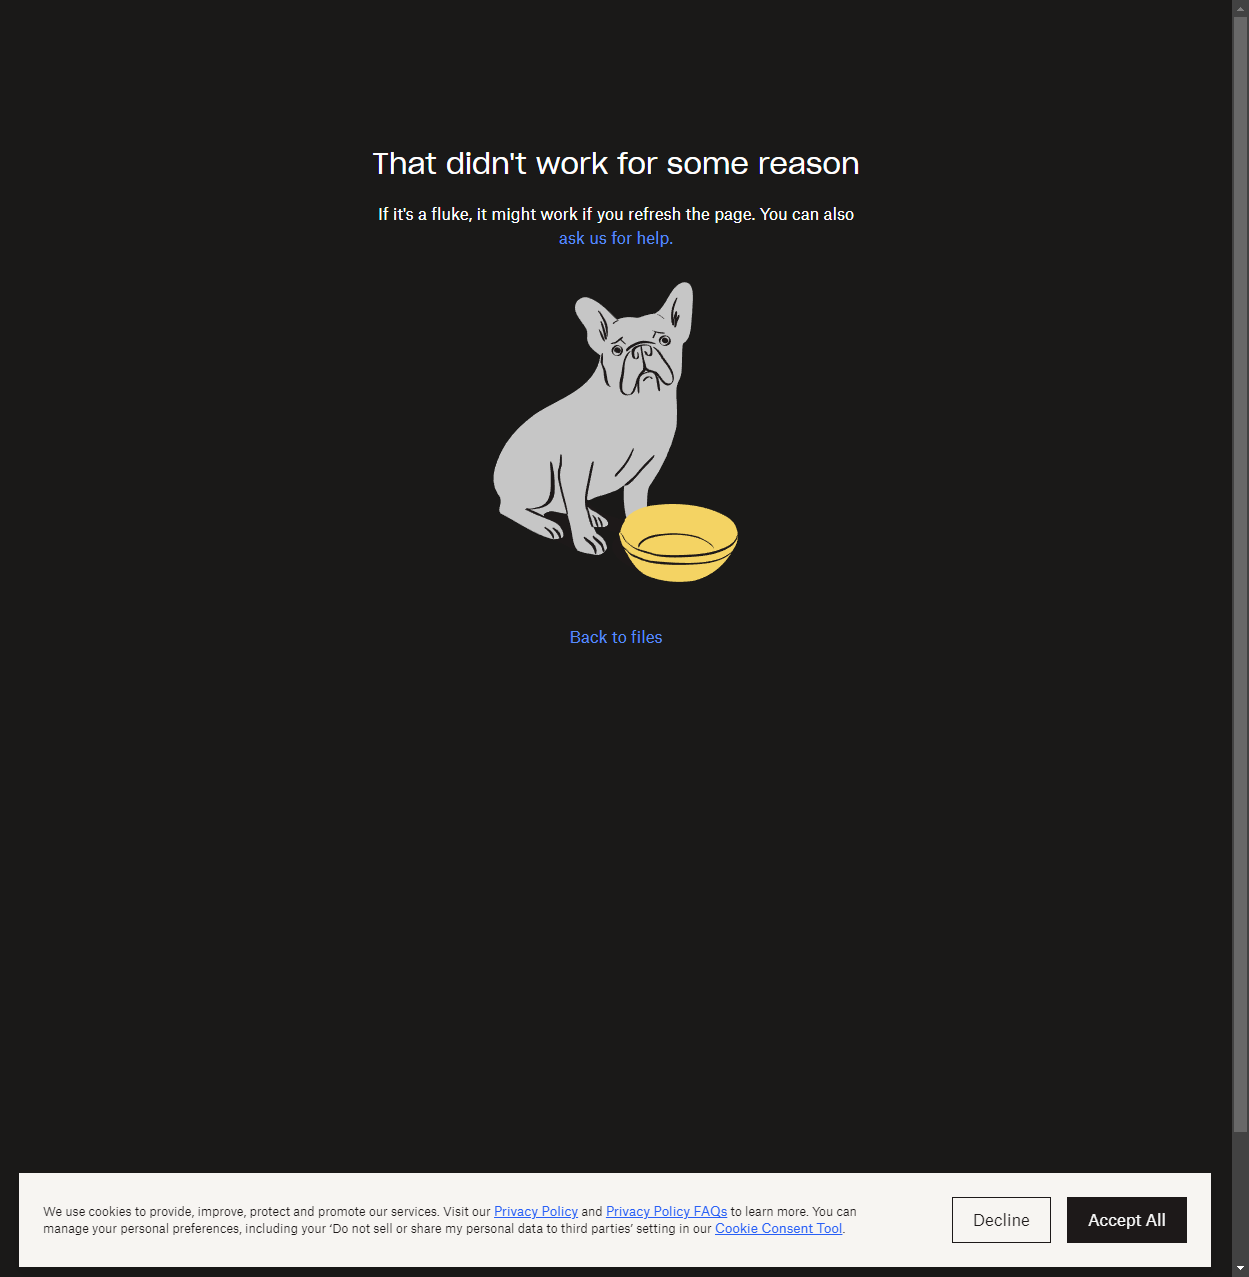 That didn't work for some reason
If it's a fluke, it might work if you refresh the page. You can also
ask us for help.
Back to files
We use cookies to provide, improve, protect and promote our services. Visit our Privacy Policy and Privacy Policy FAQs to learn more. You can
manage your personal preferences, including your ‘Do not sell or share my personal data to third parties’ setting in our Cookie Consent Tool.
Decline
Accept All